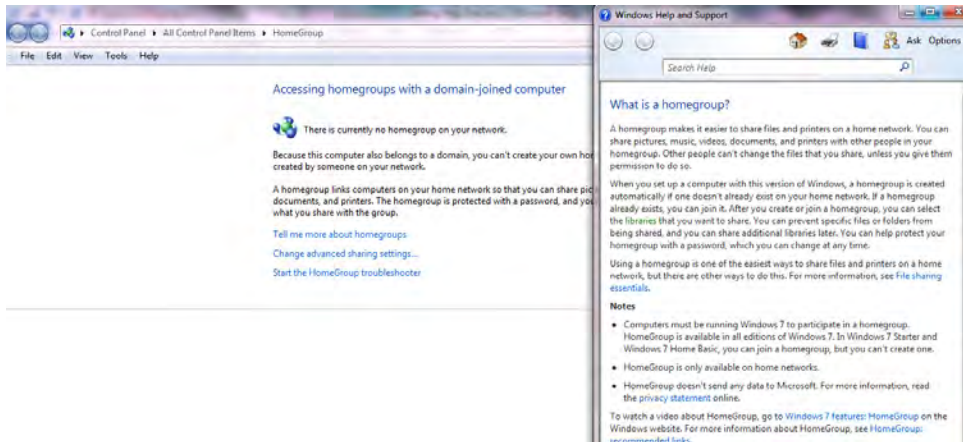 Control Panel ▸ All Control Panel Items ▸ HomeGroup
File Edit View Tools Help
Accessing homegroups with a domain-joined computer
There is currently no homegroup on your network.
Because this computer also belongs to a domain, you can't create your own
created by someone on your network.
A homegroup links computers on your home network so that you can share
documents, and printers. The homegroup is protected with a password, and
what you share with the group.
Tell me more about homegroups
Change advanced sharing settings...
Start the HomeGroup troubleshooter
Windows Help and Support
Ask Options
Search Help
What is a homegroup?
A homegroup makes it easier to share files and printers on a home network. You can
share pictures, music, videos, documents, and printers with other people in your
homegroup. Other people can't change the files that you share, unless you give them
permission to do so.
When you set up a computer with this version of Windows, a homegroup is created
automatically if one doesn't already exist on your home network. If a homegroup
already exists, you can join it. After you create or join a homegroup, you can select
the libraries that you want to share. You can prevent specific files or folders from
being shared, and you can share additional libraries later. You can help protect your
homegroup with a password, which you can change at any time.
Using a homegroup is one of the easiest ways to share files and printers on a home
network, but there are other ways to do this. For more information, see File sharing
essentials.
Notes
• Computers must be running Windows 7 to participate in a homegroup.
HomeGroup is available in all editions of Windows 7. In Windows 7 Starter and
Windows 7 Home Basic, you can join a homegroup, but you can't create one.
• HomeGroup is only available on home networks.
• HomeGroup doesn't send any data to Microsoft. For more information, read
the privacy statement online.
To watch a video about HomeGroup, go to Windows 7 features: HomeGroup on the
Windows website. For more information about HomeGroup, see HomeGroup:
recommended links